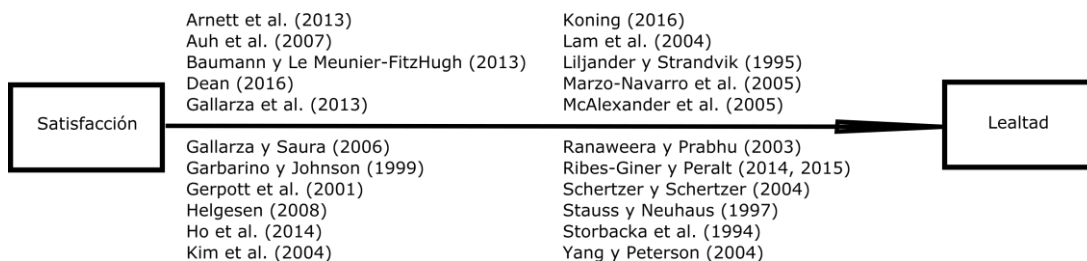 Satisfacción
Arnett et al. (2013)
Auh et al. (2007)
Baumann y Le Meunier-FitzHugh (2013)
Dean (2016)
Gallarza et al. (2013)
Gallarza y Saura (2006)
Garbarino y Johnson (1999)
Gerpott et al. (2001)
Helgesen (2008)
Ho et al. (2014)
Kim et al. (2004)
Koning (2016)
Lam et al. (2004)
Liljander y Strandvik (1995)
Marzo-Navarro et al. (2005)
McAlexander et al. (2005)
Ranaweera y Prabhu (2003)
Ribes-Giner y Peralt (2014, 2015)
Schertzer y Schertzer (2004)
Stauss y Neuhaus (1997)
Storbacka et al. (1994)
Yang y Peterson (2004)
Lealtad